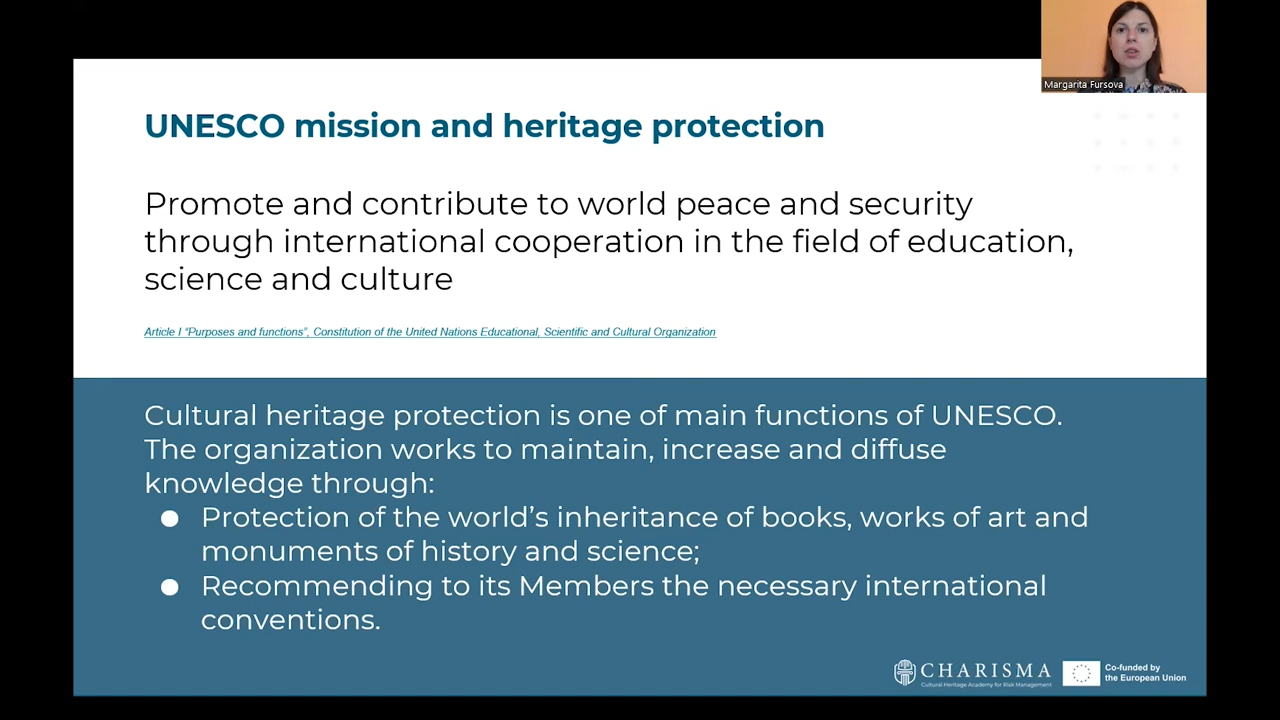 Margarita Fursova
UNESCO mission and heritage protection
Promote and contribute to world peace and security
through international cooperation in the field of education,
science and culture
Article I "Purposes and functions", Constitution of the United Nations Educational, Scientific and Cultural Organization
Cultural heritage protection is one of main functions of UNESCO.
The organization works to maintain, increase and diffuse
knowledge through:
● Protection of the world's inheritance of books, works of art and
monuments of history and science;
● Recommending to its Members the necessary international
conventions.
CHARISMA
Cultural Heritage Academy for Risk Management
Co-funded by
the European Union